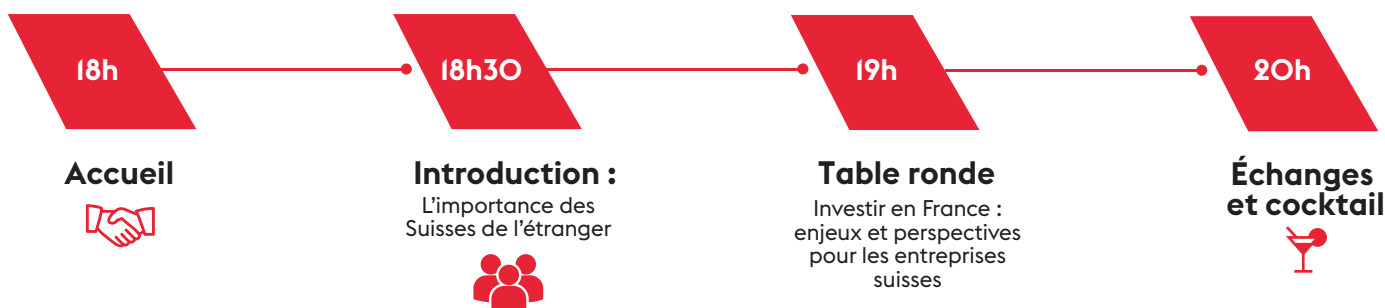 18h
Accueil
18h30
Introduction :
L'importance des
Suisses de l'étranger
19h
Table ronde
Investir en France :
enjeux et perspectives
pour les entreprises
suisses
20h
Échanges
et cocktail